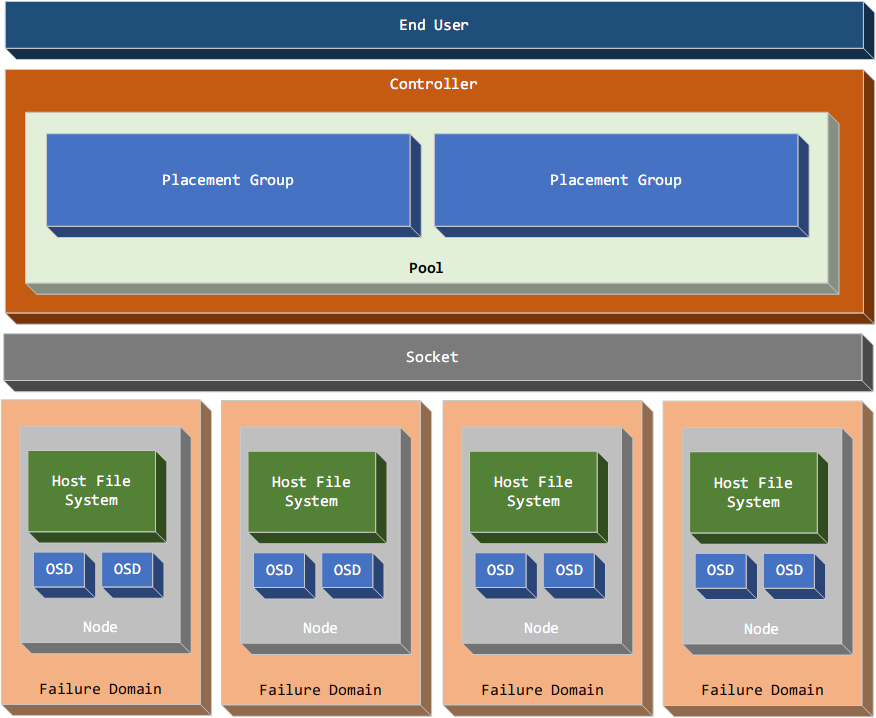 End User
Controller
Placement Group
Placement Group
Pool
Socket
Host File
System
OSD
OSD
Node
Failure Domain
Host File
System
OSD
OSD
Node
Failure Domain
Host File
System
OSD
OSD
Node
Failure Domain
Host File
System
OSD
OSD
Node
Failure Domain